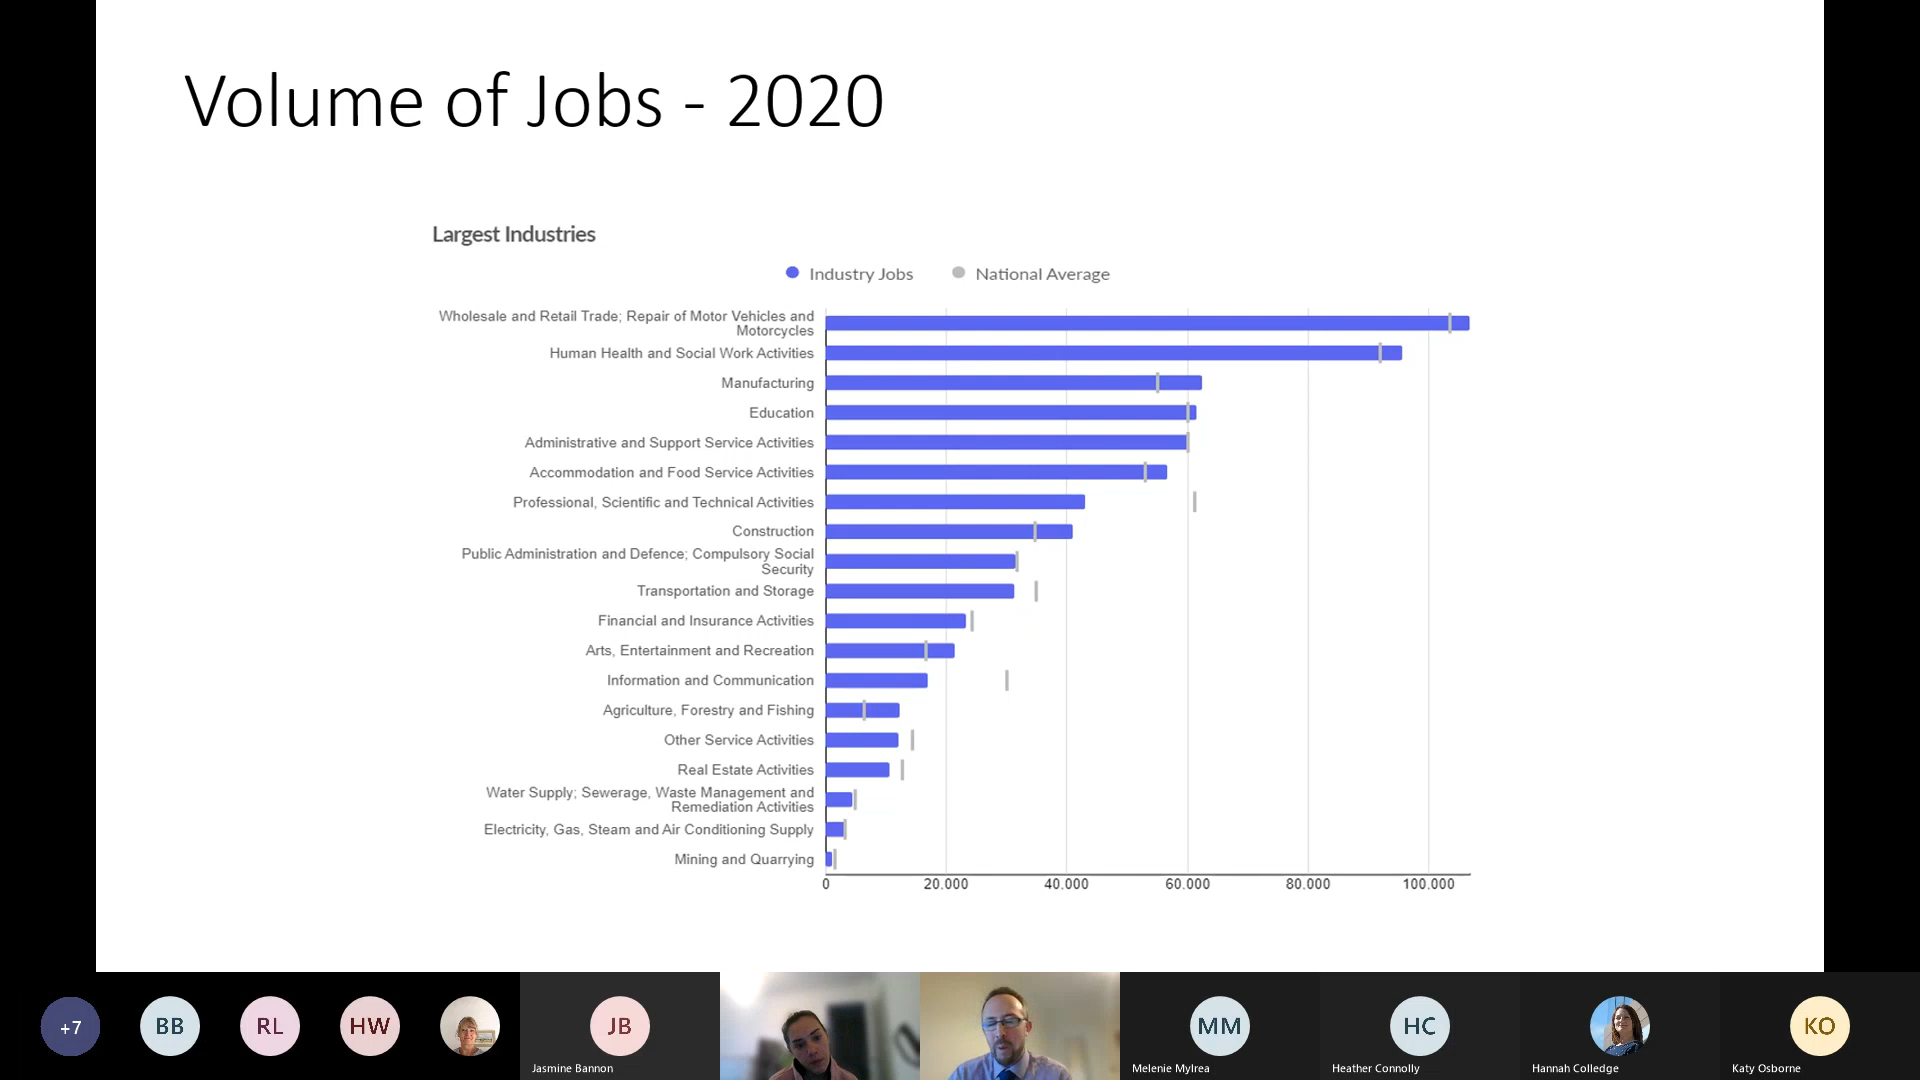 Volume of Jobs - 2020
Largest Industries
Industry Jobs
National Average
Wholesale and Retail Trade; Repair of Motor Vehicles and
Motorcycles
Human Health and Social Work Activities
Manufacturing
Education
Administrative and Support Service Activities
Accommodation and Food Service Activities
Professional, Scientific and Technical Activities
Construction
Public Administration and Defence; Compulsory Social
Security
Transportation and Storage
Financial and Insurance Activities
Arts, Entertainment and Recreation
Information and Communication
Agriculture, Forestry and Fishing
Other Service Activities
Real Estate Activities
Water Supply; Sewerage, Waste Management and
Remediation Activities
Electricity, Gas, Steam and Air Conditioning Supply
Mining and Quarrying
0 20,000 40,000 60,000 80,000 100,000
+7 BB RL HW JB MM HC KO
Jasmine Bannon Melenie Mylrea Heather Connolly Hannah Colledge Katy Osborne